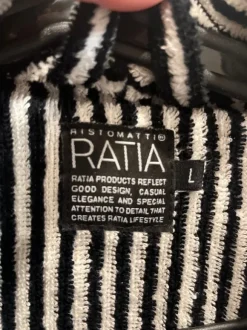 RISTOMATTI®
RATIA
RATIA PRODUCTS REFLECT
GOOD DESIGN, CASUAL
ELEGANCE AND SPECIAL
ATTENTION TO DETAIL THAT
CREATES RATIA LIFESTYLE
L